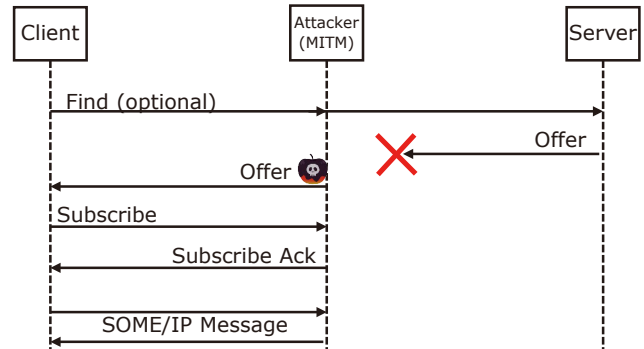 Client
Attacker
(MITM)
Server
Find (optional)
Offer
Offer
Subscribe
Subscribe Ack
SOME/IP Message